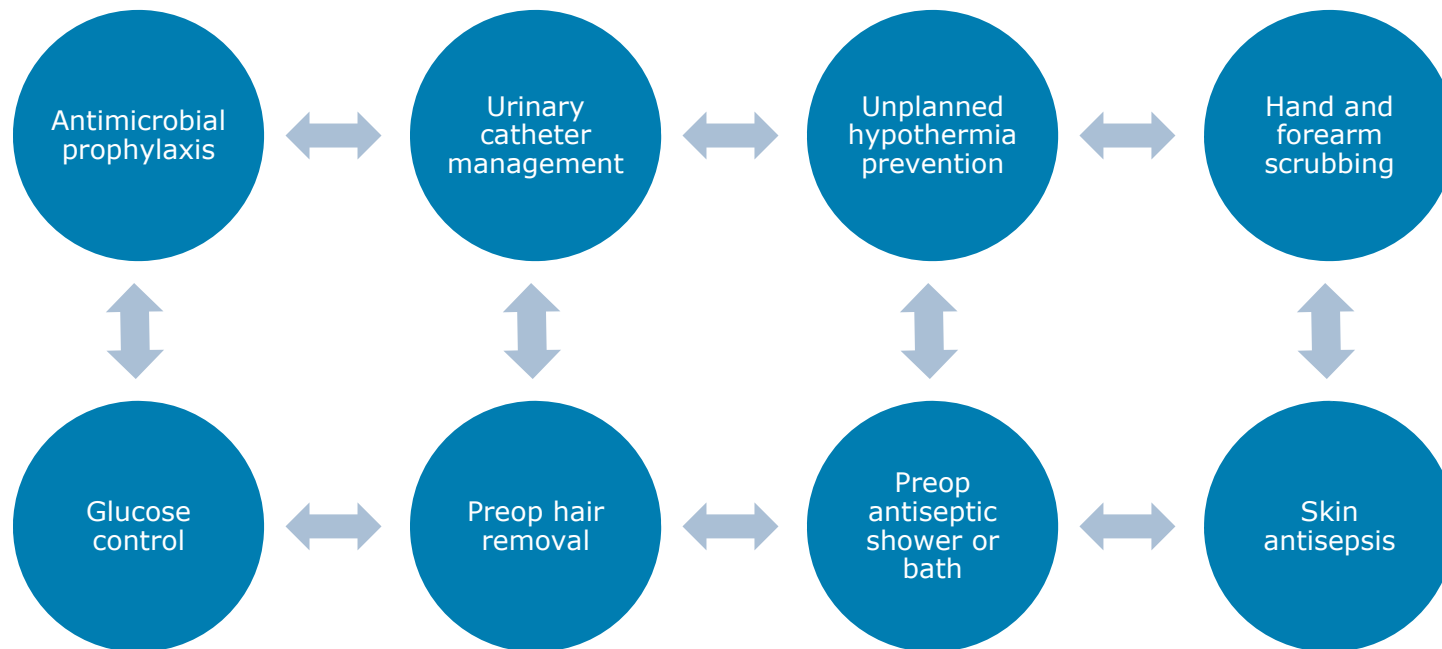 Antimicrobial
prophylaxis
Urinary
catheter
management
Unplanned
hypothermia
prevention
Hand and
forearm
scrubbing
Glucose
control
Preop hair
removal
Preop
antiseptic
shower or
bath
Skin
antisepsis